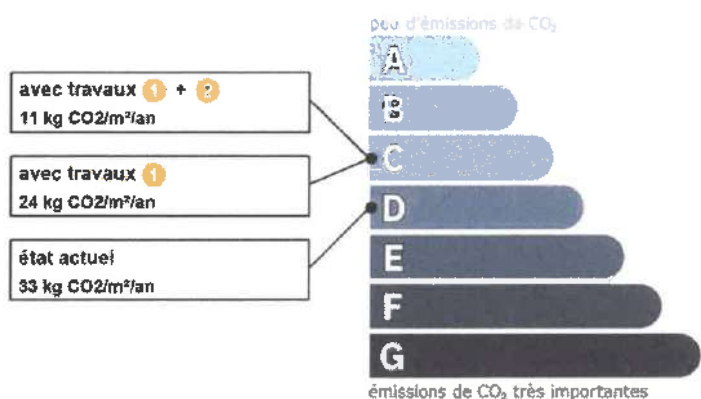 peu d'émissions de CO₂
A
avec travaux 1 + 2
11 kg CO2/m²/an
B
avec travaux 1
24 kg CO2/m²/an
C
D
état actuel
33 kg CO2/m²/an
E
F
G
émissions de CO₂ très importantes